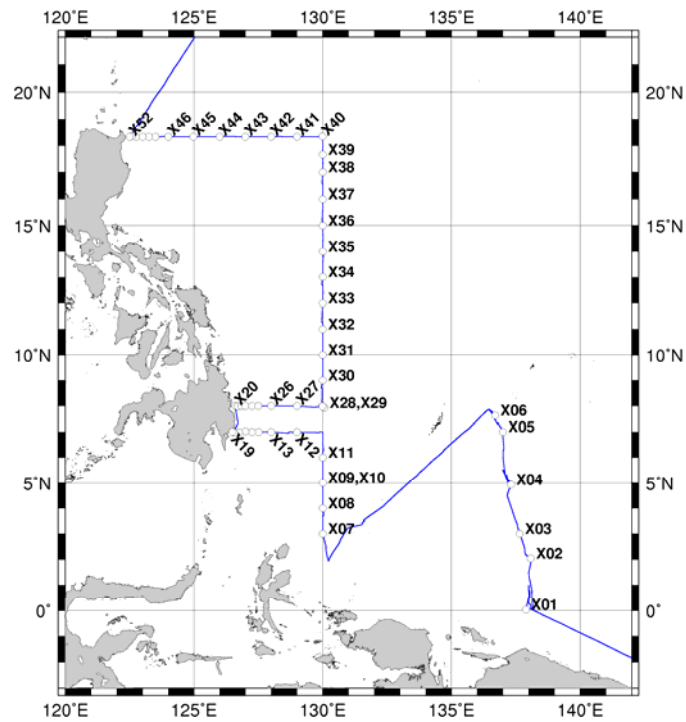 120˚E 125˚E 130˚E 135˚E 140˚E
20˚N 20˚N
X52 X46 X45 X44 X43 X42 X41 X40
X39
X38
X37
X36
15˚N 15˚N
X35
X34
X33
X32
10˚N 10˚N
X31
X30
X20 X26 X27 X28,X29
X06
X05
X19 X13 X12
X11
5˚N 5˚N
X09,X10 X04
X08
X07 X03
X02
X01
0˚ 0˚
120˚E 125˚E 130˚E 135˚E 140˚E